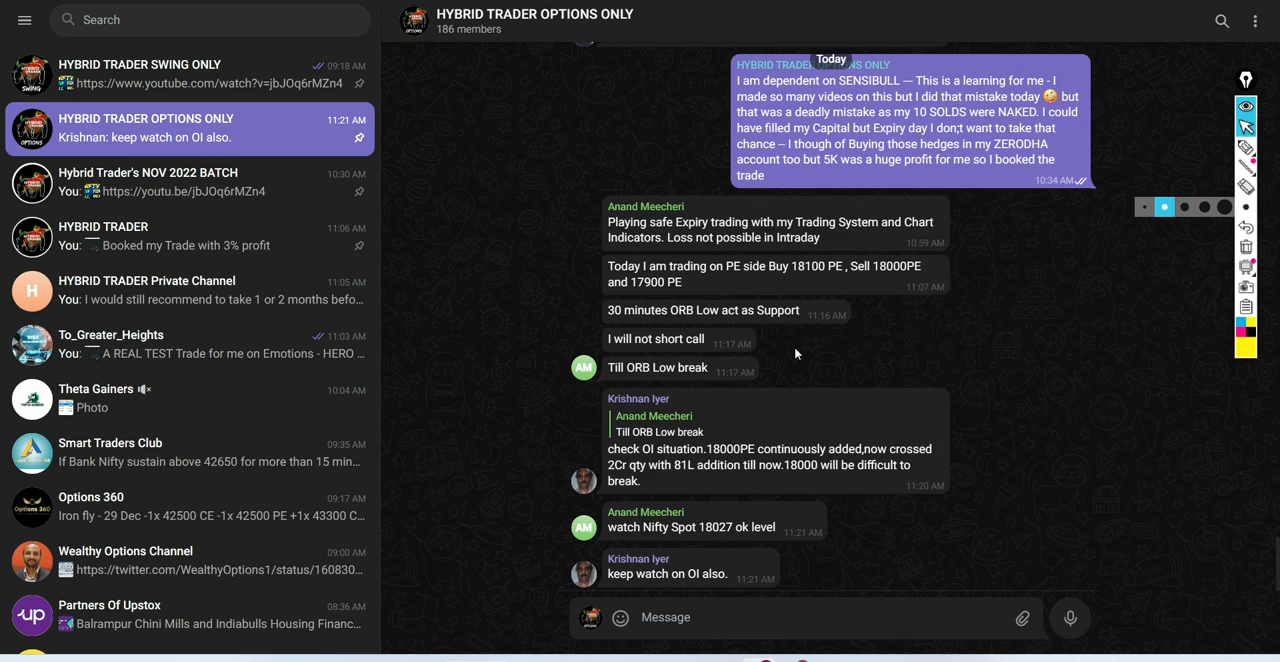 Search
HYBRID TRADER SWING ONLY
09:18 AM
https://www.youtube.com/watch?v=jbJOq6rMZn4
HYBRID TRADER OPTIONS ONLY
11:21 AM
Krishnan: keep watch on OI also.
Hybrid Trader's NOV 2022 BATCH
10:30 AM
You: https://youtu.be/jbJOq6rMZn4
HYBRID TRADER
11:06 AM
You: Booked my Trade with 3% profit
HYBRID TRADER Private Channel
11:05 AM
You: I would still recommend to take 1 or 2 months befo...
To_Greater_Heights
11:03 AM
You: A REAL TEST Trade for me on Emotions - HERO ...
Theta Gainers
10:04 AM
Photo
Smart Traders Club
09:35 AM
If Bank Nifty sustain above 42650 for more than 15 min...
Options 360
09:17 AM
Iron fly - 29 Dec -1x 42500 CE -1x 42500 PE +1x 43300 C...
Wealthy Options Channel
09:00 AM
https://twitter.com/WealthyOptions1/status/160830...
Partners Of Upstox
08:36 AM
Balrampur Chini Mills and Indiabulls Housing Financ...
HYBRID TRADER OPTIONS ONLY
186 members
Today
I am dependent on SENSIBULL — This is a learning for me - I
made so many videos on this but I did that mistake today 🤪 but
that was a deadly mistake as my 10 SOLDS were NAKED. I could
have filled my Capital but Expiry day I don;t want to take that
chance -- I though of Buying those hedges in my ZERODHA
account too but 5K was a huge profit for me so I booked the
trade
10:34 AM
Anand Meecheri
Playing safe Expiry trading with my Trading System and Chart
Indicators. Loss not possible in Intraday
10:59 AM
Today I am trading on PE side Buy 18100 PE , Sell 18000PE
and 17900 PE
11:07 AM
30 minutes ORB Low act as Support
11:16 AM
I will not short call
11:17 AM
AM
Till ORB Low break
11:17 AM
Krishnan Iyer
Anand Meecheri
Till ORB Low break
check OI situation.18000PE continuously added,now crossed
2Cr qty with 81L addition till now.18000 will be difficult to
break.
11:20 AM
Anand Meecheri
AM
watch Nifty Spot 18027 ok level
11:21 AM
Krishnan Iyer
keep watch on OI also.
11:21 AM
Message